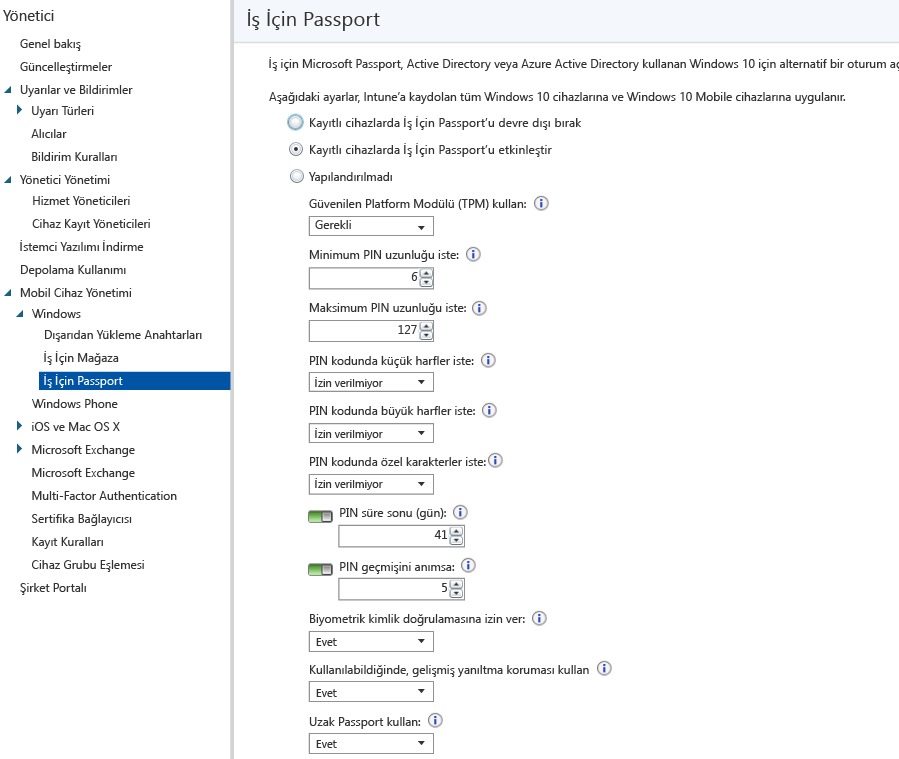 Yönetici
Genel bakış
Güncelleştirmeler
Uyarılar ve Bildirimler
Uyarı Türleri
Alıcılar
Bildirim Kuralları
Yönetici Yönetimi
Hizmet Yöneticileri
Cihaz Kayıt Yöneticileri
İstemci Yazılımı İndirme
Depolama Kullanımı
Mobil Cihaz Yönetimi
Windows
Dışarıdan Yükleme Anahtarları
İş İçin Mağaza
İş İçin Passport
Windows Phone
iOS ve Mac OS X
Microsoft Exchange
Microsoft Exchange
Multi-Factor Authentication
Sertifika Bağlayıcısı
Kayıt Kuralları
Cihaz Grubu Eşlemesi
Şirket Portalı
İş İçin Passport
İş için Microsoft Passport, Active Directory veya Azure Active Directory kullanan Windows 10 için alternatif bir oturum aç
Aşağıdaki ayarlar, Intune'a kaydolan tüm Windows 10 cihazlarına ve Windows 10 Mobile cihazlarına uygulanır.
Kayıtlı cihazlarda İş İçin Passport'u devre dışı bırak
Kayıtlı cihazlarda İş İçin Passport'u etkinleştir
Yapılandırılmadı
Güvenilen Platform Modülü (TPM) kullan:
Gerekli
Minimum PIN uzunluğu iste:
6
Maksimum PIN uzunluğu iste:
127
PIN kodunda küçük harfler iste:
İzin verilmiyor
PIN kodunda büyük harfler iste:
İzin verilmiyor
PIN kodunda özel karakterler iste:
İzin verilmiyor
PIN süre sonu (gün):
41
PIN geçmişini anımsa:
5
Biyometrik kimlik doğrulamasına izin ver:
Evet
Kullanılabildiğinde, gelişmiş yanıltma koruması kullan
Evet
Uzak Passport kullan:
Evet